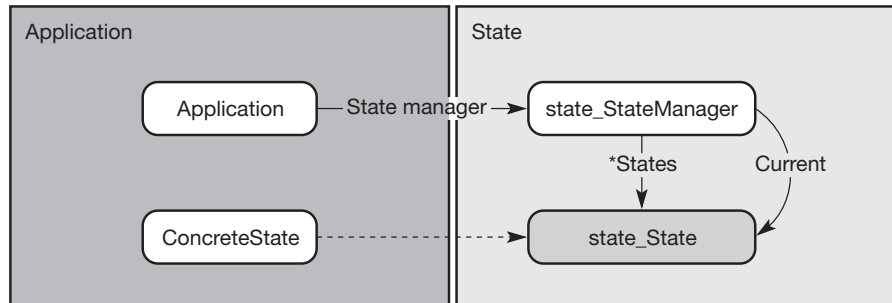 Application
State
Application
State manager
state_StateManager
*States
Current
ConcreteState
state_State